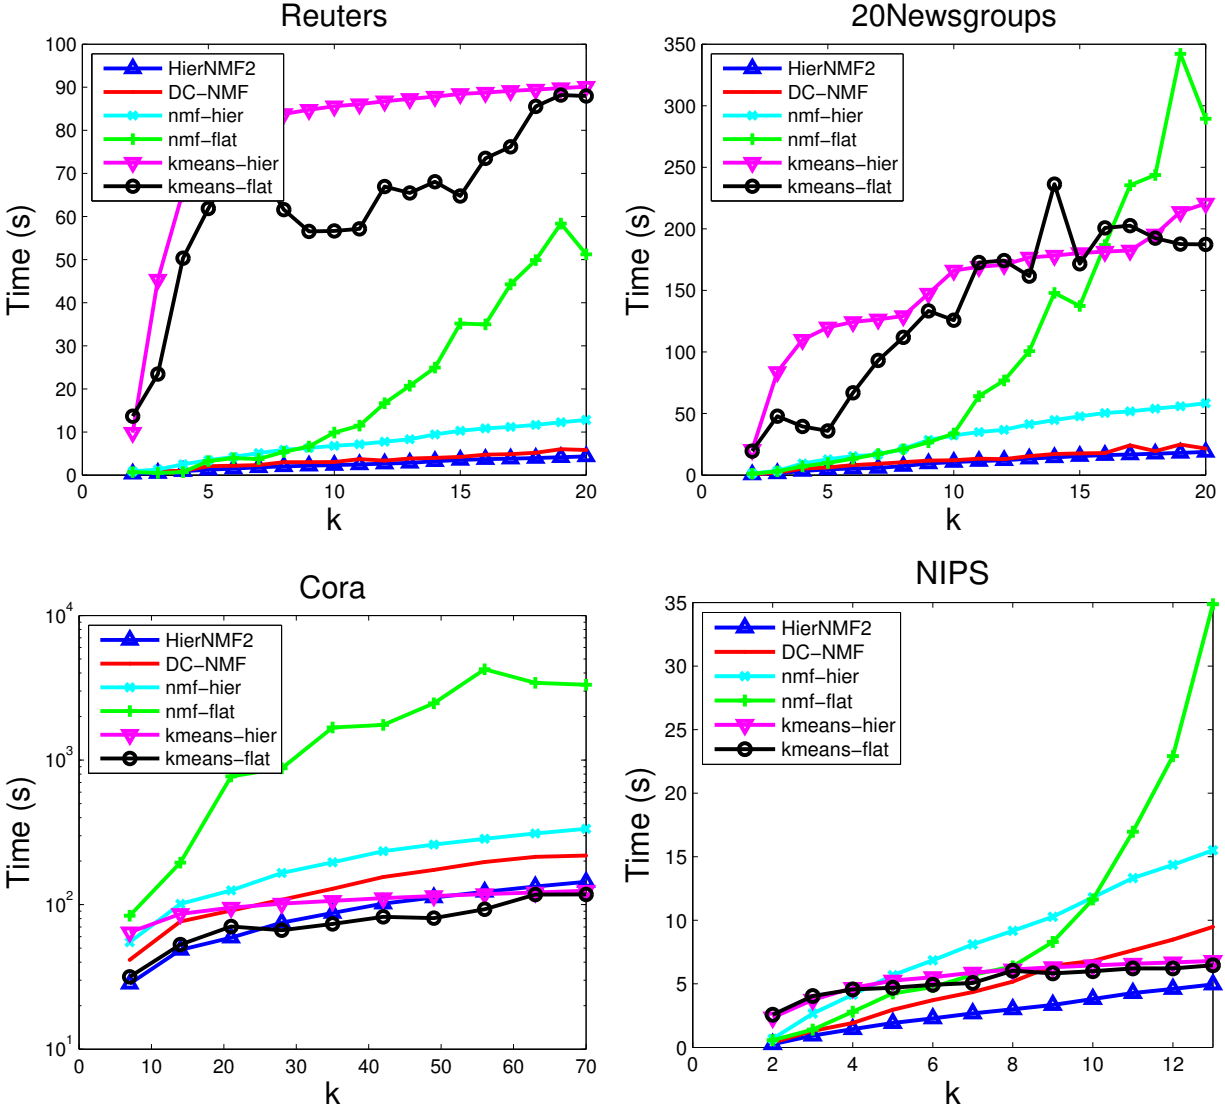 Reuters
100
90
80
70
60
50
40
30
20
10
0
Time (s)
HierNMF2
DC−NMF
nmf−hier
nmf−flat
kmeans−hier
kmeans−flat
0 5 10 15 20
k
20Newsgroups
350
300
250
200
150
100
50
0
Time (s)
HierNMF2
DC−NMF
nmf−hier
nmf−flat
kmeans−hier
kmeans−flat
0 5 10 15 20
k
Cora
10^4
10^3
10^2
10^1
Time (s)
HierNMF2
DC−NMF
nmf−hier
nmf−flat
kmeans−hier
kmeans−flat
0 10 20 30 40 50 60 70
k
NIPS
35
30
25
20
15
10
5
0
Time (s)
HierNMF2
DC−NMF
nmf−hier
nmf−flat
kmeans−hier
kmeans−flat
0 2 4 6 8 10 12
k